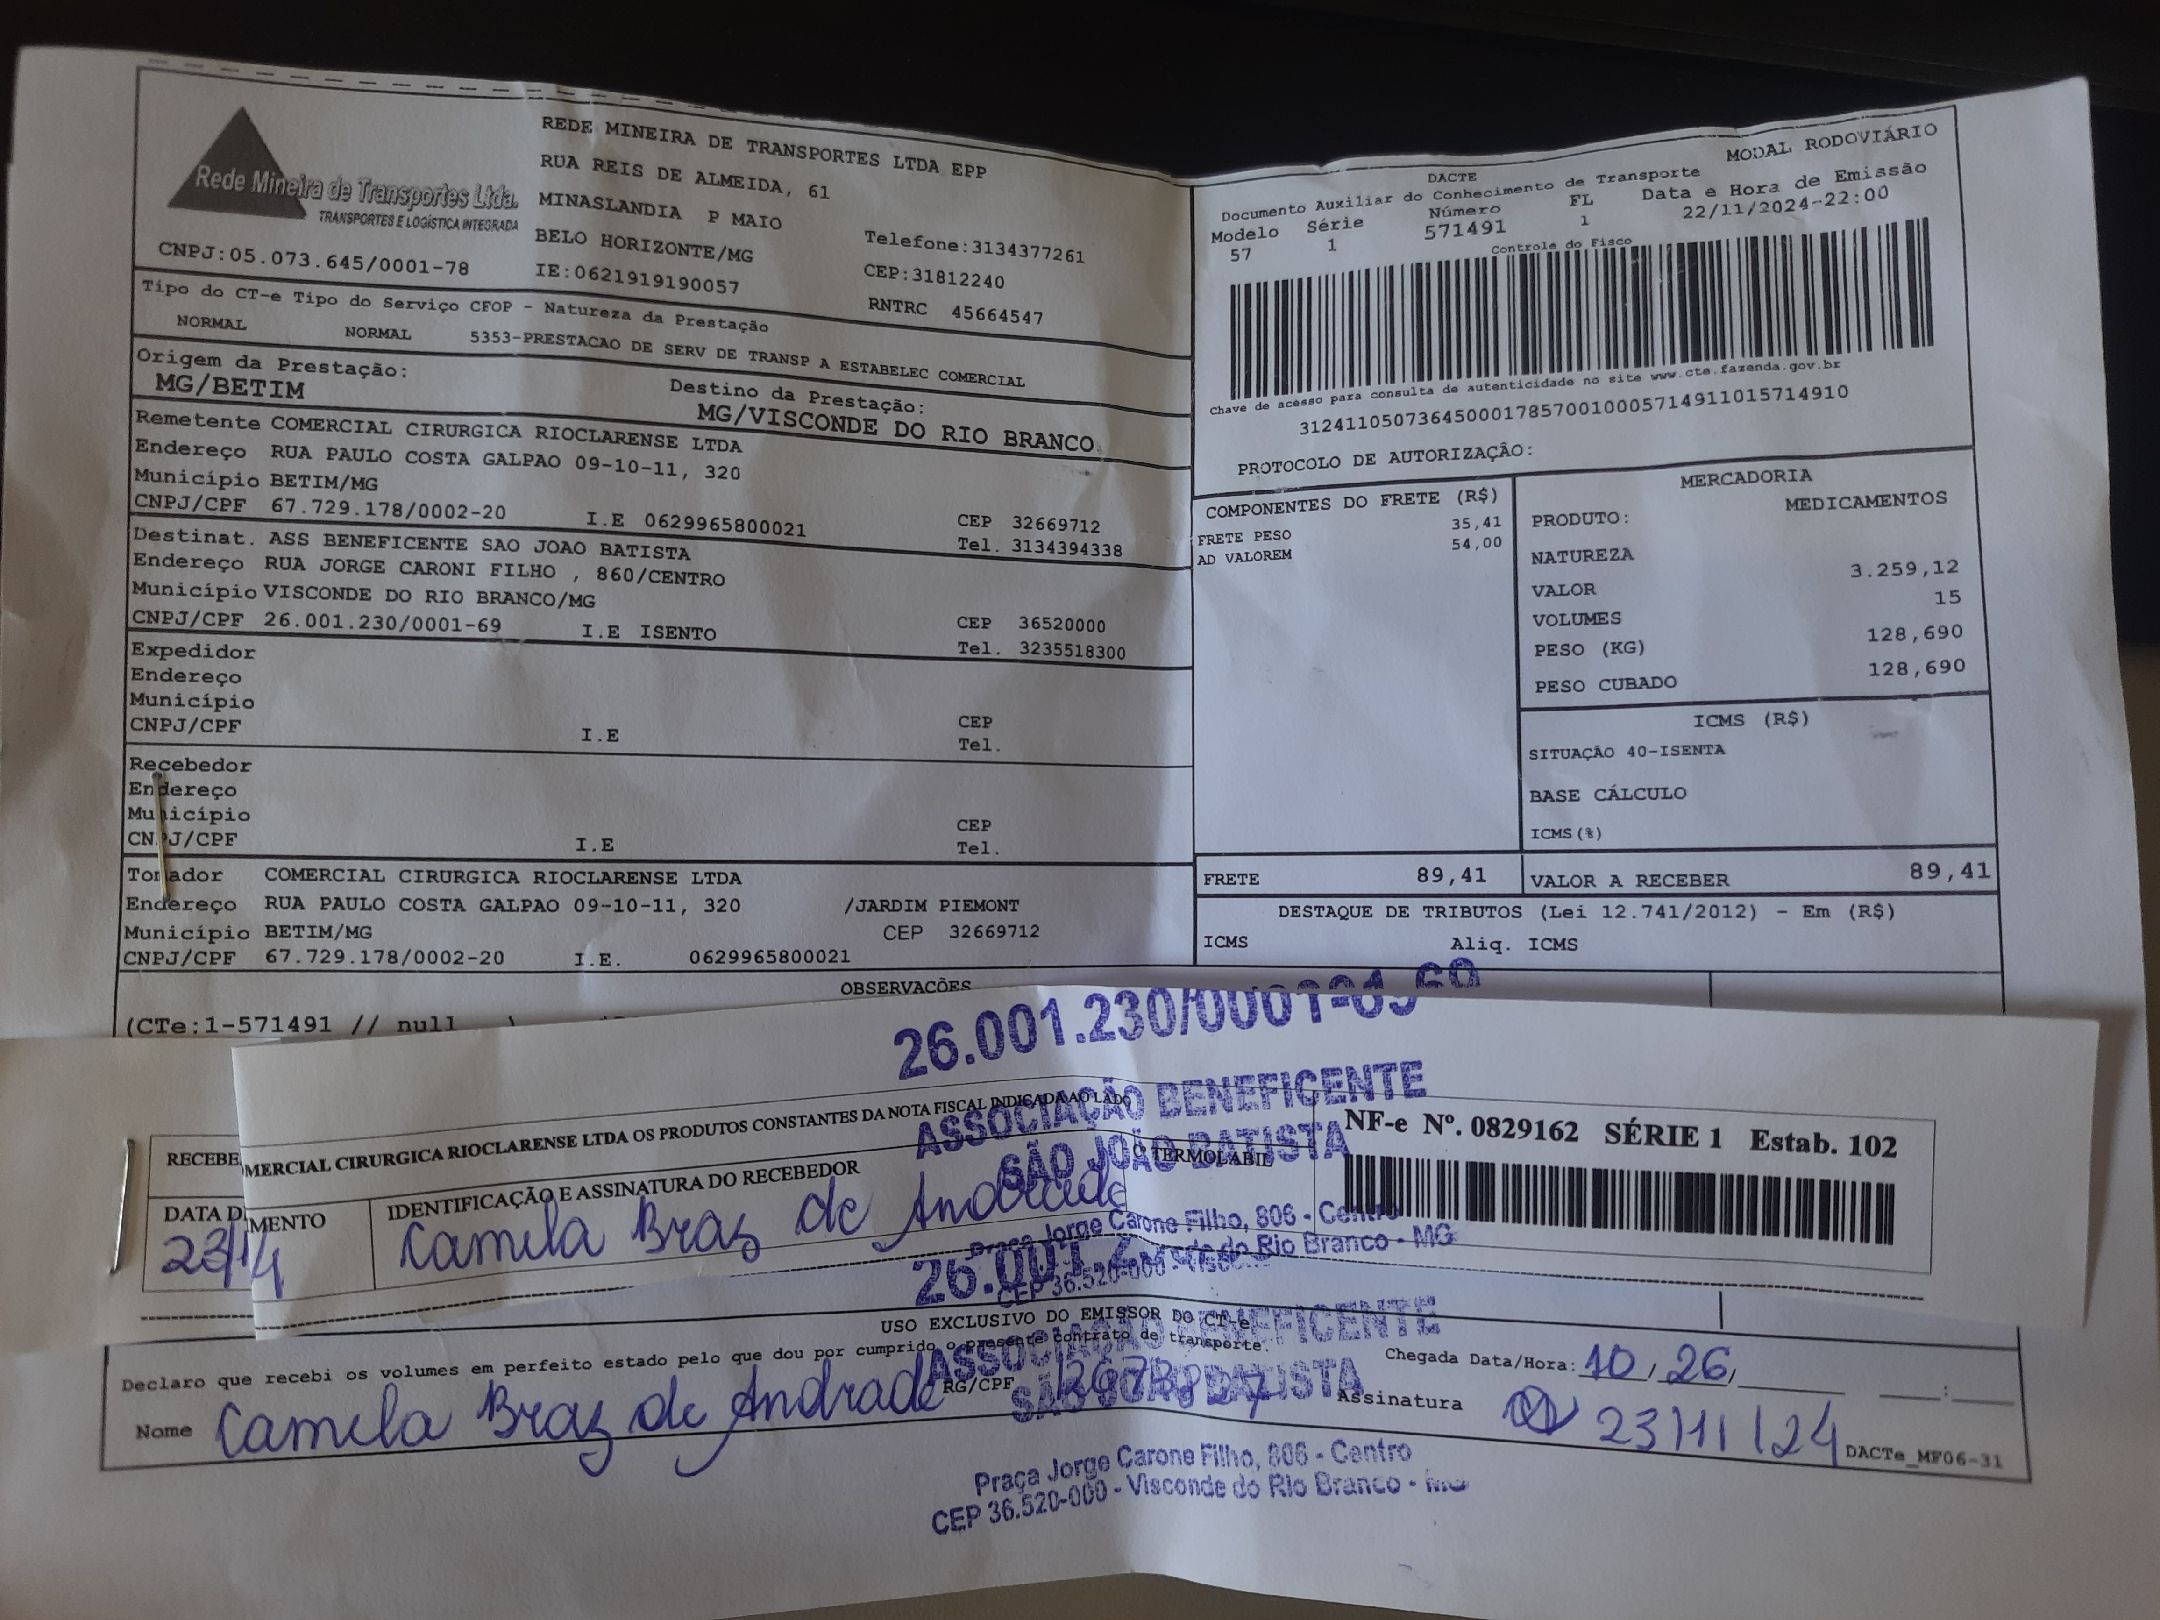 Rede Mineira de Transportes Ltda.
TRANSPORTES E LOGÍSTICA INTEGRADA
CNPJ:05.073.645/0001-78
REDE MINEIRA DE TRANSPORTES LTDA EPP
RUA REIS DE ALMEIDA, 61
MINASLANDIA P MAIO
BELO HORIZONTE/MG
IE:0621919190057
Telefone:3134377261
CEP:31812240
RNTRC 45664547
Tipo do CT-e Tipo do Serviço CFOP - Natureza da Prestação
NORMAL NORMAL 5353-PRESTACAO DE SERV DE TRANSP A ESTABELEC COMERCIAL
Origem da Prestação: Destino da Prestação:
MG/BETIM MG/VISCONDE DO RIO BRANCO
Remetente COMERCIAL CIRURGICA RIOCLARENSE LTDA
Endereço RUA PAULO COSTA GALPAO 09-10-11, 320
Município BETIM/MG CEP 32669712
CNPJ/CPF 67.729.178/0002-20 I.E 0629965800021 Tel. 3134394338
Destinat. ASS BENEFICENTE SAO JOAO BATISTA
Endereço RUA JORGE CARONI FILHO , 860/CENTRO
Município VISCONDE DO RIO BRANCO/MG CEP 36520000
CNPJ/CPF 26.001.230/0001-69 I.E ISENTO Tel. 3235518300
Expedidor
Endereço
Município CEP
CNPJ/CPF I.E Tel.
Recebedor
Endereço
Município CEP
CNPJ/CPF I.E Tel.
Tomador COMERCIAL CIRURGICA RIOCLARENSE LTDA
Endereço RUA PAULO COSTA GALPAO 09-10-11, 320 /JARDIM PIEMONT
Município BETIM/MG CEP 32669712
CNPJ/CPF 67.729.178/0002-20 I.E. 0629965800021
OBSERVAÇÕES
(CTe:1-571491 // null )
DACTE MODAL RODOVIÁRIO
Documento Auxiliar do Conhecimento de Transporte
Modelo Série Número FL Data e Hora de Emissão
57 1 571491 1 22/11/2024-22:00
Controle do Fisco
Chave de acesso para consulta de autenticidade no site www.cte.fazenda.gov.br
31241105073645000178570010005714911015714910
PROTOCOLO DE AUTORIZAÇÃO:
COMPONENTES DO FRETE (R$)
FRETE PESO 35,41
AD VALOREM 54,00
MERCADORIA
PRODUTO: MEDICAMENTOS
NATUREZA
VALOR 3.259,12
VOLUMES 15
PESO (KG) 128,690
PESO CUBADO 128,690
ICMS (R$)
SITUAÇÃO 40-ISENTA
BASE CÁLCULO
ICMS(%)
FRETE 89,41 VALOR A RECEBER 89,41
DESTAQUE DE TRIBUTOS (Lei 12.741/2012) - Em (R$)
ICMS Aliq. ICMS
26.001.230/0001-69
ASSOCIAÇÃO BENEFICENTE
SÃO JOÃO BATISTA
Praça Jorge Carone Filho, 806 - Centro
CEP 36.520-000 - Visconde do Rio Branco - MG
RECEBE MERCIAL CIRURGICA RIOCLARENSE LTDA OS PRODUTOS CONSTANTES DA NOTA FISCAL INDICADA AO LADO
DATA D MENTO IDENTIFICAÇÃO E ASSINATURA DO RECEBEDOR TERMOLABIL
Camila Braz de Andrade
NF-e Nº. 0829162 SÉRIE 1 Estab. 102
USO EXCLUSIVO DO EMISSOR DO CT-e
Declaro que recebi os volumes em perfeito estado pelo que dou por cumprido o presente contrato de transporte.
Chegada Data/Hora: 10/26/ :
Nome Camila Braz de Andrade RG/CPF Assinatura 23/11/24
DACTe_MF06-31
ASSOCIAÇÃO BENEFICENTE
SÃO JOÃO BATISTA
Praça Jorge Carone Filho, 806 - Centro
CEP 36.520-000 - Visconde do Rio Branco - MG